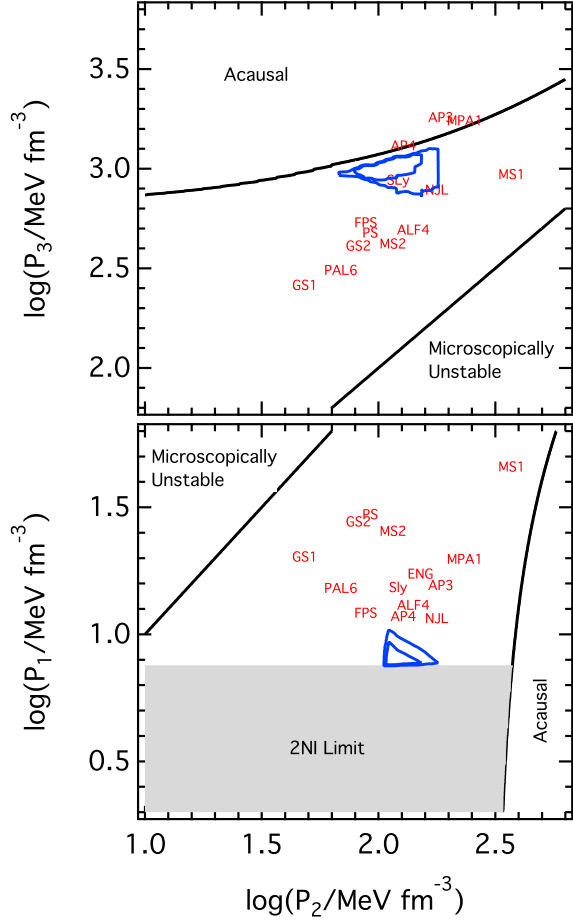 log(P3/MeV fm-3)
3.5
3.0
2.5
2.0
Acausal
AP3
MPA1
AP4
SLy
NJL
MS1
FPS
PS
ALF4
GS2
MS2
PAL6
GS1
Microscopically
Unstable
log(P1/MeV fm-3)
1.5
1.0
0.5
Microscopically
Unstable
MS1
PS
GS2
MS2
GS1
MPA1
ENG
PAL6
Sly
AP3
ALF4
FPS
AP4
NJL
2NI Limit
Acausal
1.0
1.5
2.0
2.5
log(P2/MeV fm-3)